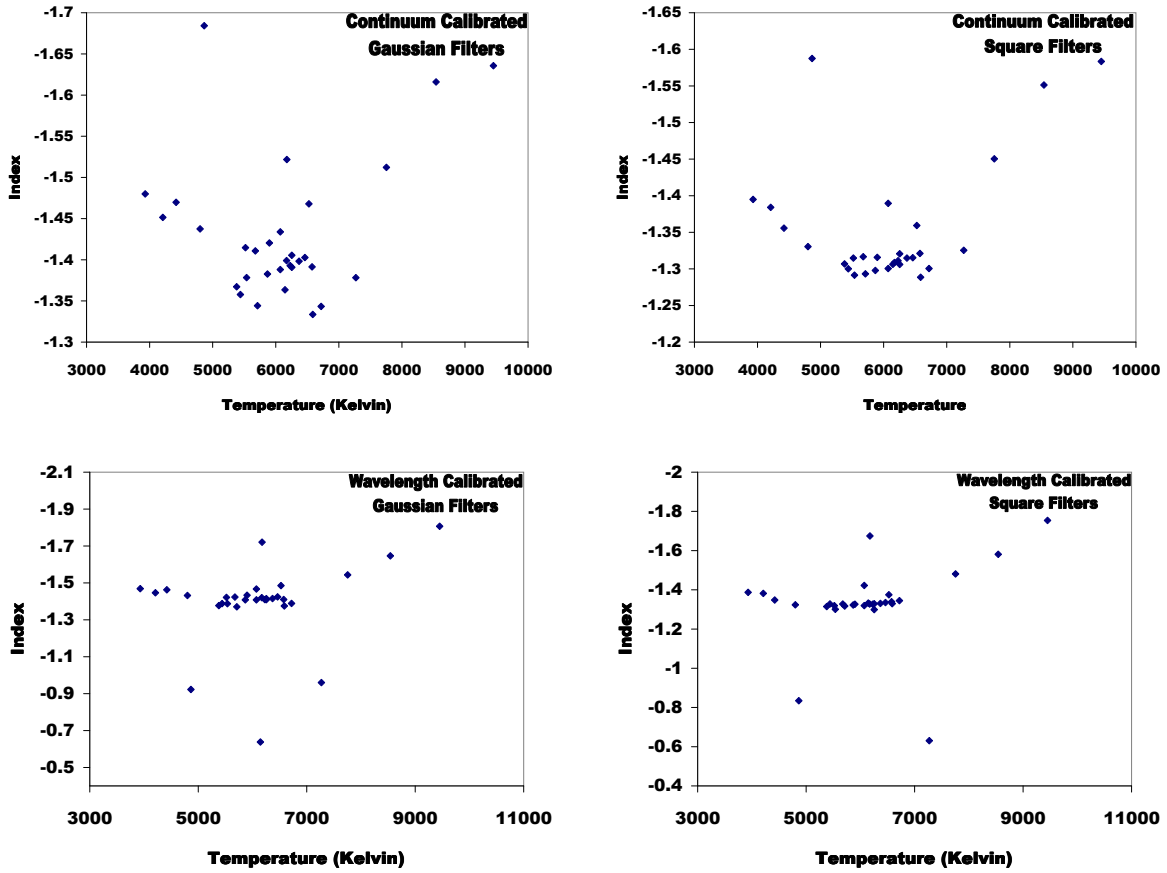 Continuum Calibrated
Gaussian Filters
-1.7
-1.65
-1.6
-1.55
-1.5
-1.45
-1.4
-1.35
-1.3
Index
3000 4000 5000 6000 7000 8000 9000 10000
Temperature (Kelvin)
Continuum Calibrated
Square Filters
-1.65
-1.6
-1.55
-1.5
-1.45
-1.4
-1.35
-1.3
-1.25
-1.2
Index
3000 4000 5000 6000 7000 8000 9000 10000
Temperature
Wavelength Calibrated
Gaussian Filters
-2.1
-1.9
-1.7
-1.5
-1.3
-1.1
-0.9
-0.7
-0.5
Index
3000 5000 7000 9000 11000
Temperature (Kelvin)
Wavelength Calibrated
Square Filters
-2
-1.8
-1.6
-1.4
-1.2
-1
-0.8
-0.6
-0.4
Index
3000 5000 7000 9000 11000
Temperature (Kelvin)